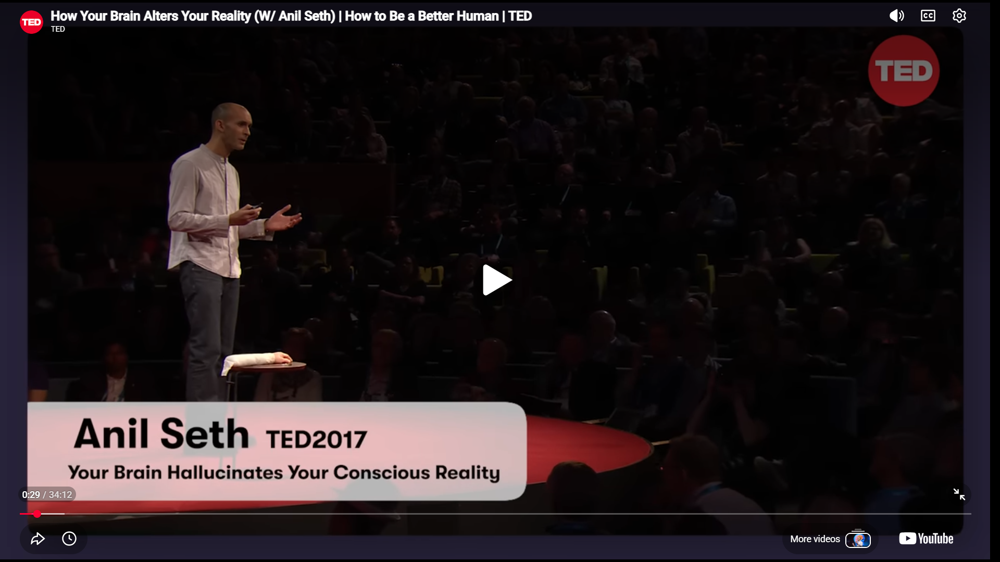 TED
How Your Brain Alters Your Reality (W/ Anil Seth) | How to Be a Better Human | TED
TED
CC
TED
Anil Seth TED2017
Your Brain Hallucinates Your Conscious Reality
0:29 / 34:12
More videos
YouTube